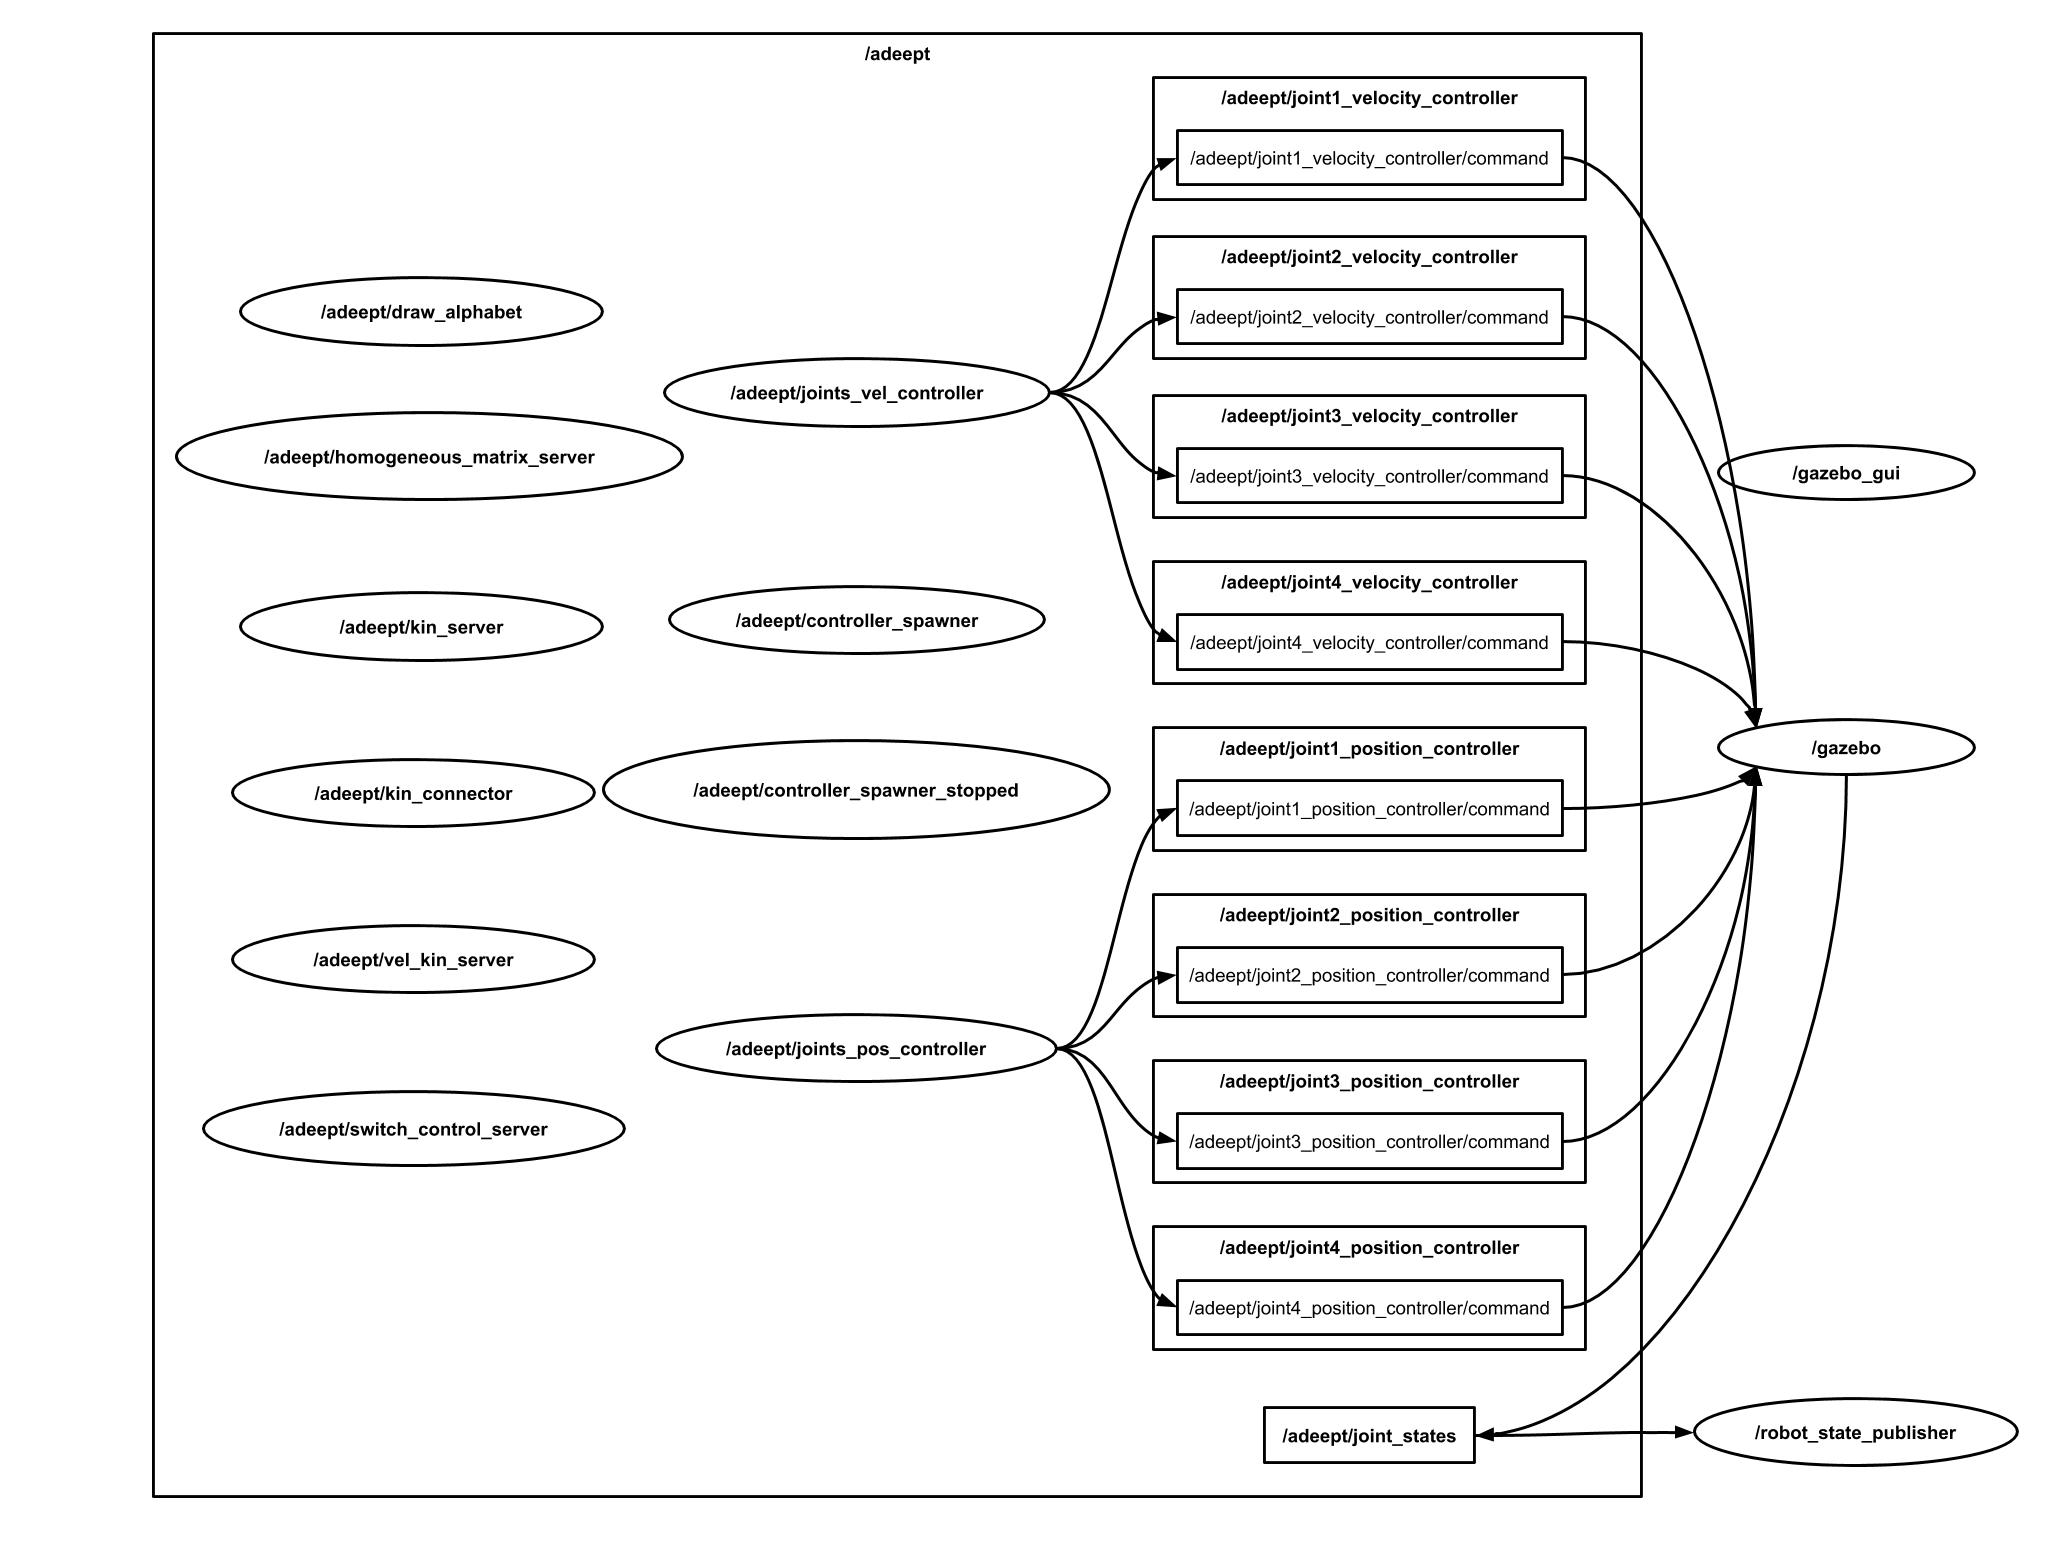 /adeept
/adeept/joint1_velocity_controller
/adeept/joint1_velocity_controller/command
/adeept/joint2_velocity_controller
/adeept/joint2_velocity_controller/command
/adeept/joint3_velocity_controller
/adeept/joint3_velocity_controller/command
/adeept/joint4_velocity_controller
/adeept/joint4_velocity_controller/command
/adeept/joint1_position_controller
/adeept/joint1_position_controller/command
/adeept/joint2_position_controller
/adeept/joint2_position_controller/command
/adeept/joint3_position_controller
/adeept/joint3_position_controller/command
/adeept/joint4_position_controller
/adeept/joint4_position_controller/command
/adeept/joint_states
/adeept/draw_alphabet
/adeept/homogeneous_matrix_server
/adeept/kin_server
/adeept/kin_connector
/adeept/vel_kin_server
/adeept/switch_control_server
/adeept/joints_vel_controller
/adeept/controller_spawner
/adeept/controller_spawner_stopped
/adeept/joints_pos_controller
/gazebo_gui
/gazebo
/robot_state_publisher